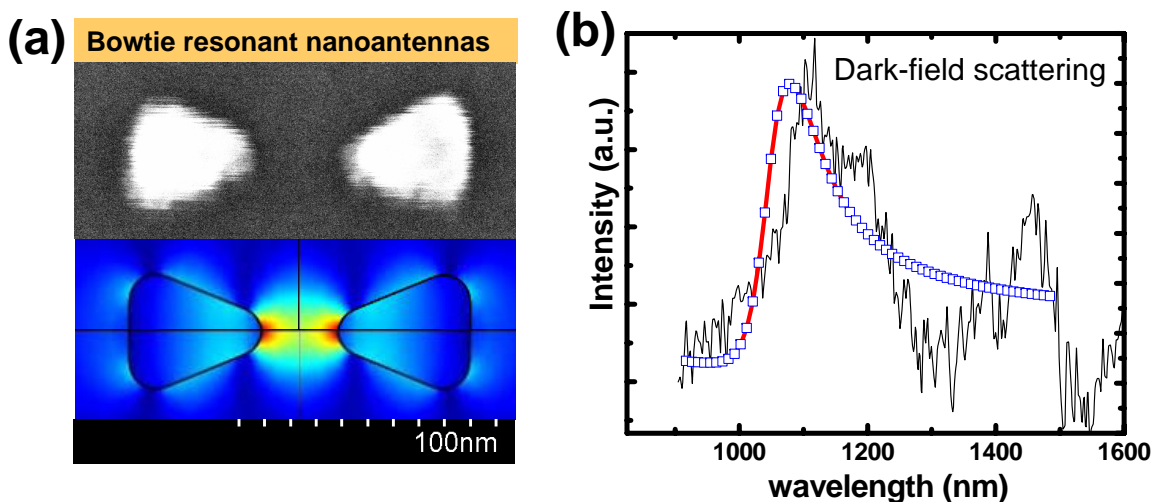 (a)
Bowtie resonant nanoantennas
100nm
(b)
Dark-field scattering
Intensity (a.u.)
1000 1200 1400 1600
wavelength (nm)